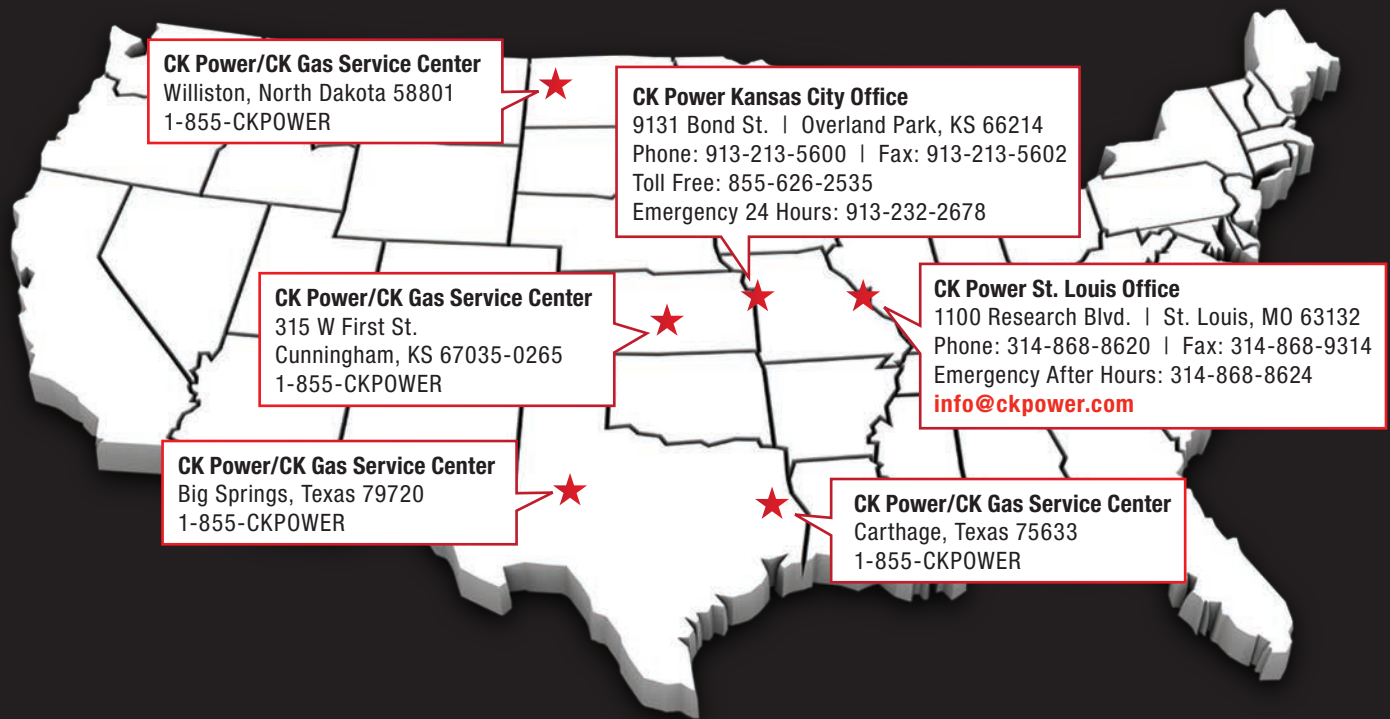 CK Power/CK Gas Service Center
Williston, North Dakota 58801
1-855-CKPOWER
CK Power Kansas City Office
9131 Bond St. | Overland Park, KS 66214
Phone: 913-213-5600 | Fax: 913-213-5602
Toll Free: 855-626-2535
Emergency 24 Hours: 913-232-2678
CK Power/CK Gas Service Center
315 W First St.
Cunningham, KS 67035-0265
1-855-CKPOWER
CK Power St. Louis Office
1100 Research Blvd. | St. Louis, MO 63132
Phone: 314-868-8620 | Fax: 314-868-9314
Emergency After Hours: 314-868-8624
info@ckpower.com
CK Power/CK Gas Service Center
Big Springs, Texas 79720
1-855-CKPOWER
CK Power/CK Gas Service Center
Carthage, Texas 75633
1-855-CKPOWER